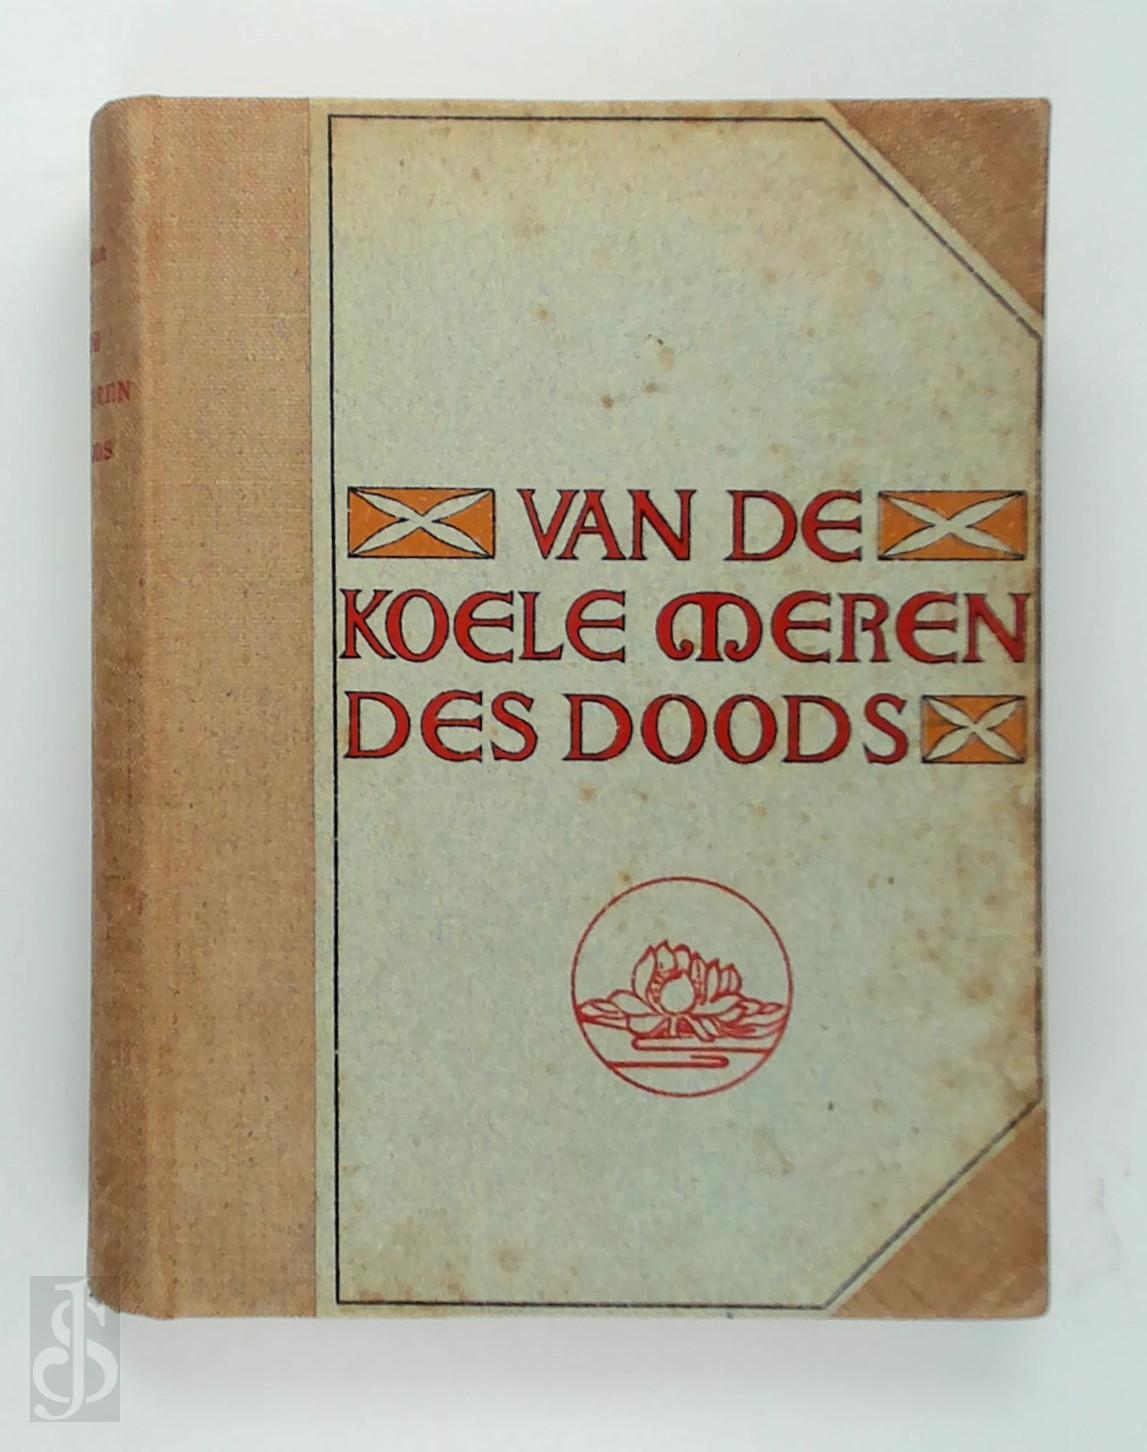 VAN DE
KOELE MEREN
DES DOODS